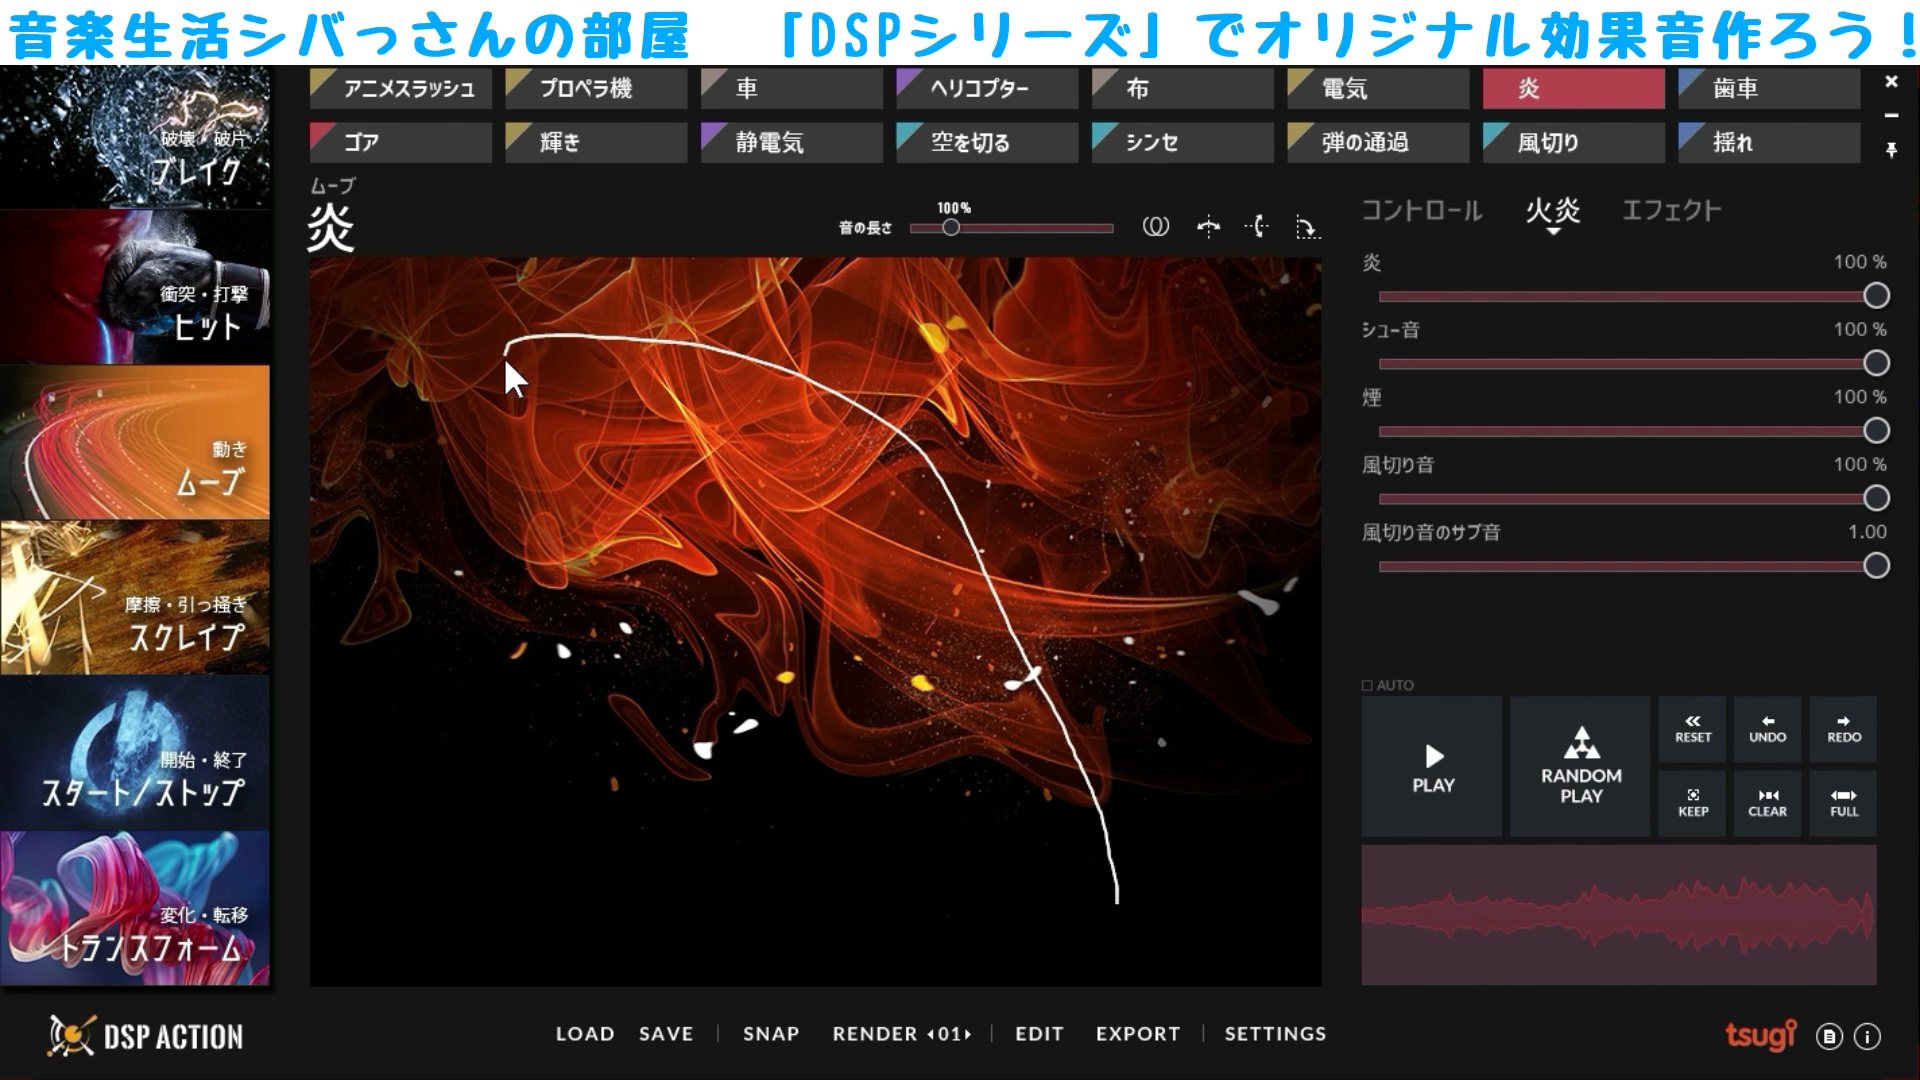 音楽生活シバっさんの部屋　「DSPシリーズ」でオリジナル効果音作ろう！
アニメスラッシュ
プロペラ機
車
ヘリコプター
布
電気
炎
歯車
ゴア
輝き
静電気
空を切る
シンセ
弾の通過
風切り
揺れ
破壊・破片
ブレイク
衝突・打撃
ヒット
動き
ムーブ
摩擦・引っ掻き
スクレイプ
開始・終了
スタート/ストップ
変化・転移
トランスフォーム
ムーブ
炎
音の長さ
100%
コントロール
火炎
エフェクト
炎
100 %
シュー音
100 %
煙
100 %
風切り音
100 %
風切り音のサブ音
1.00
AUTO
PLAY
RANDOM
PLAY
RESET
UNDO
REDO
KEEP
CLEAR
FULL
DSP ACTION
LOAD
SAVE
SNAP
RENDER
01
EDIT
EXPORT
SETTINGS
tsugi